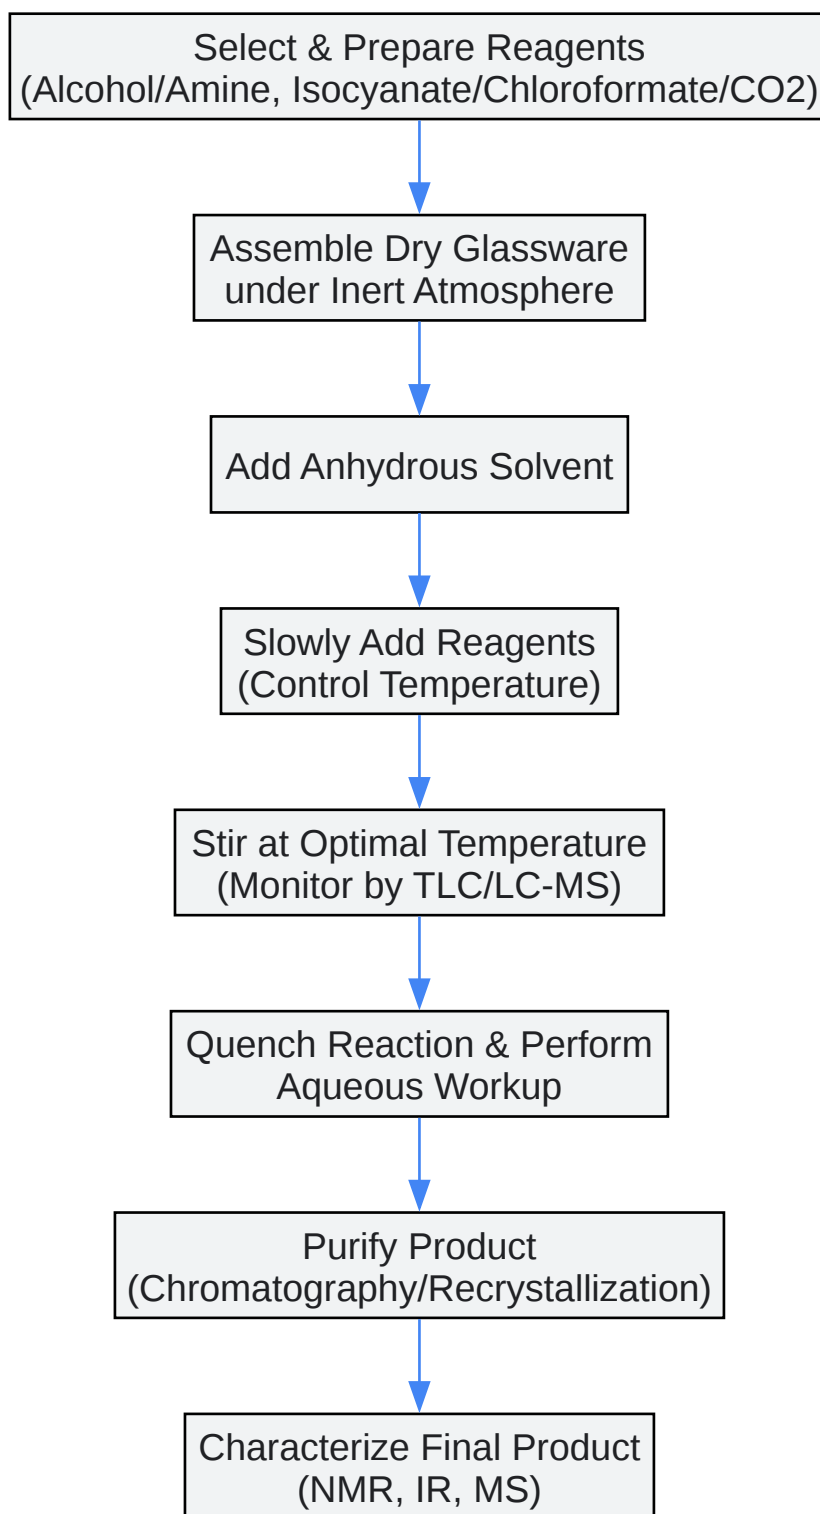 Select & Prepare Reagents
(Alcohol/Amine, Isocyanate/Chloroformate/CO2)
Assemble Dry Glassware
under Inert Atmosphere
Add Anhydrous Solvent
Slowly Add Reagents
(Control Temperature)
Stir at Optimal Temperature
(Monitor by TLC/LC-MS)
Quench Reaction & Perform
Aqueous Workup
Purify Product
(Chromatography/Recrystallization)
Characterize Final Product
(NMR, IR, MS)